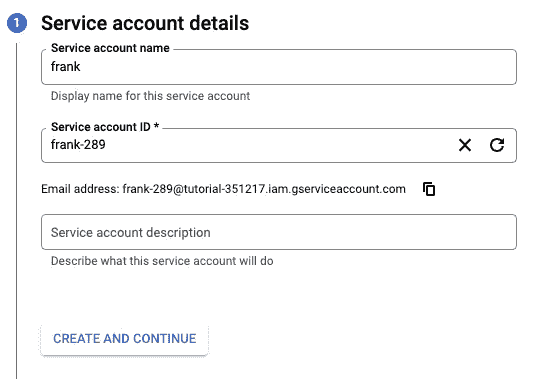 1 Service account details
Service account name
frank
Display name for this service account
Service account ID *
frank-289
Email address: frank-289@tutorial-351217.iam.gserviceaccount.com
Service account description
Describe what this service account will do
CREATE AND CONTINUE